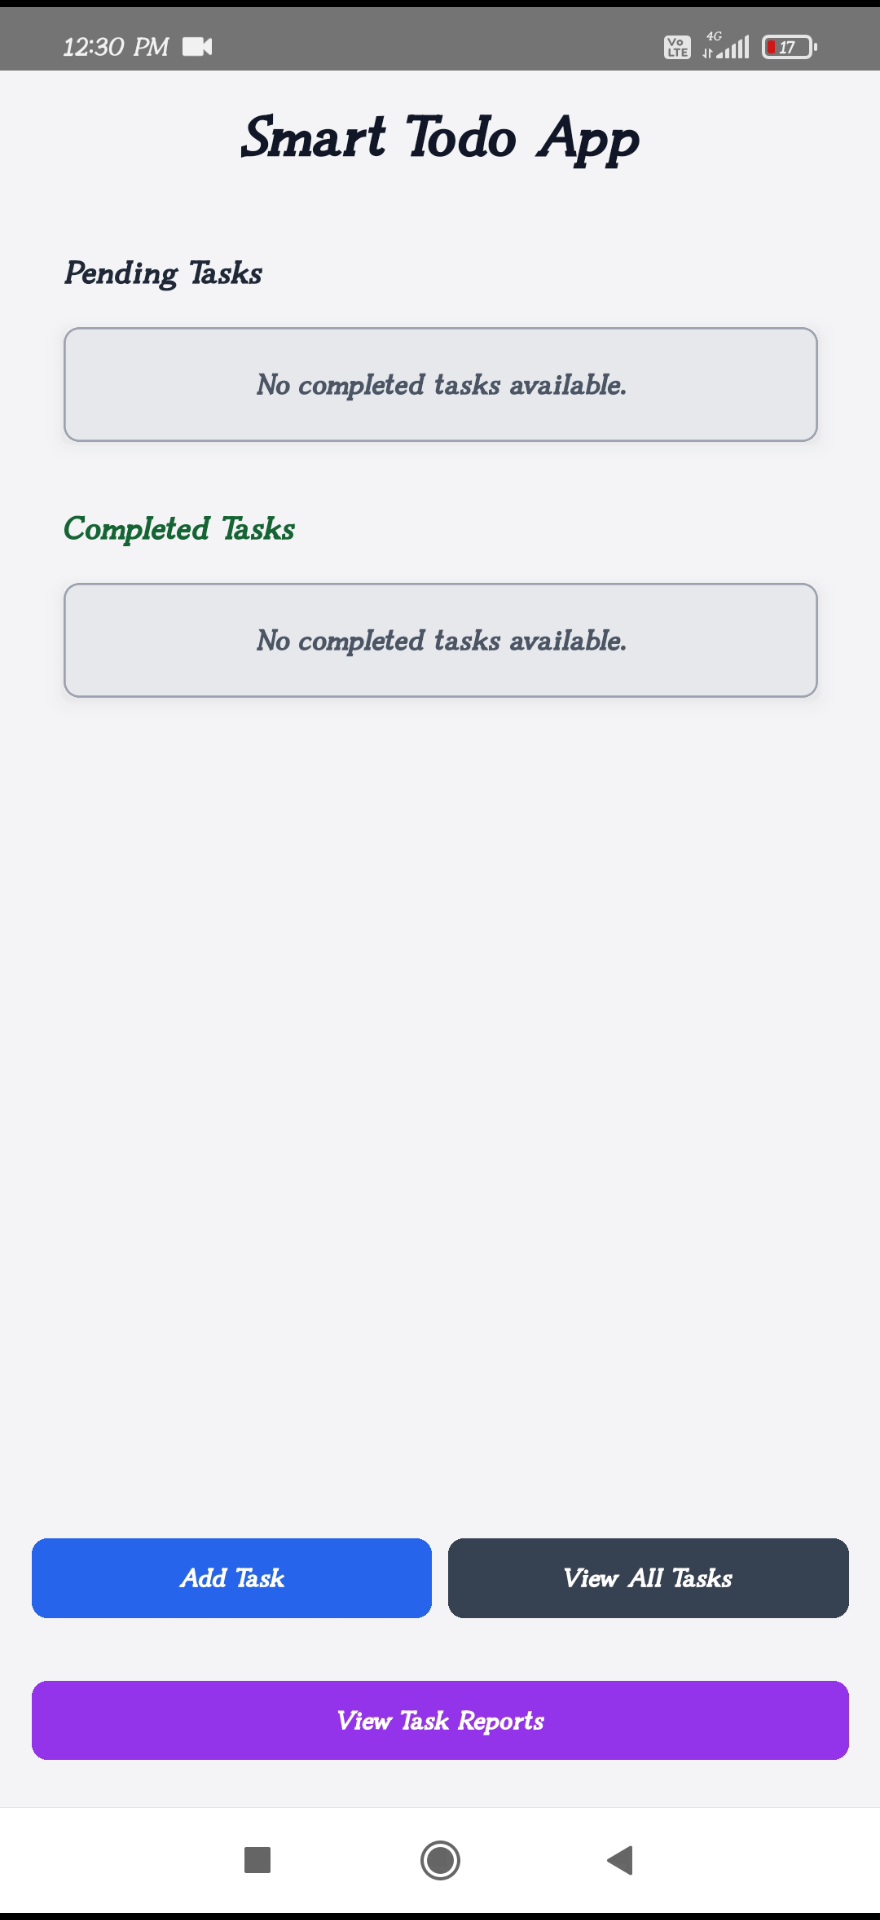 12:30 PM
Vo LTE 4G 17
Smart Todo App
Pending Tasks
No completed tasks available.
Completed Tasks
No completed tasks available.
Add Task
View All Tasks
View Task Reports